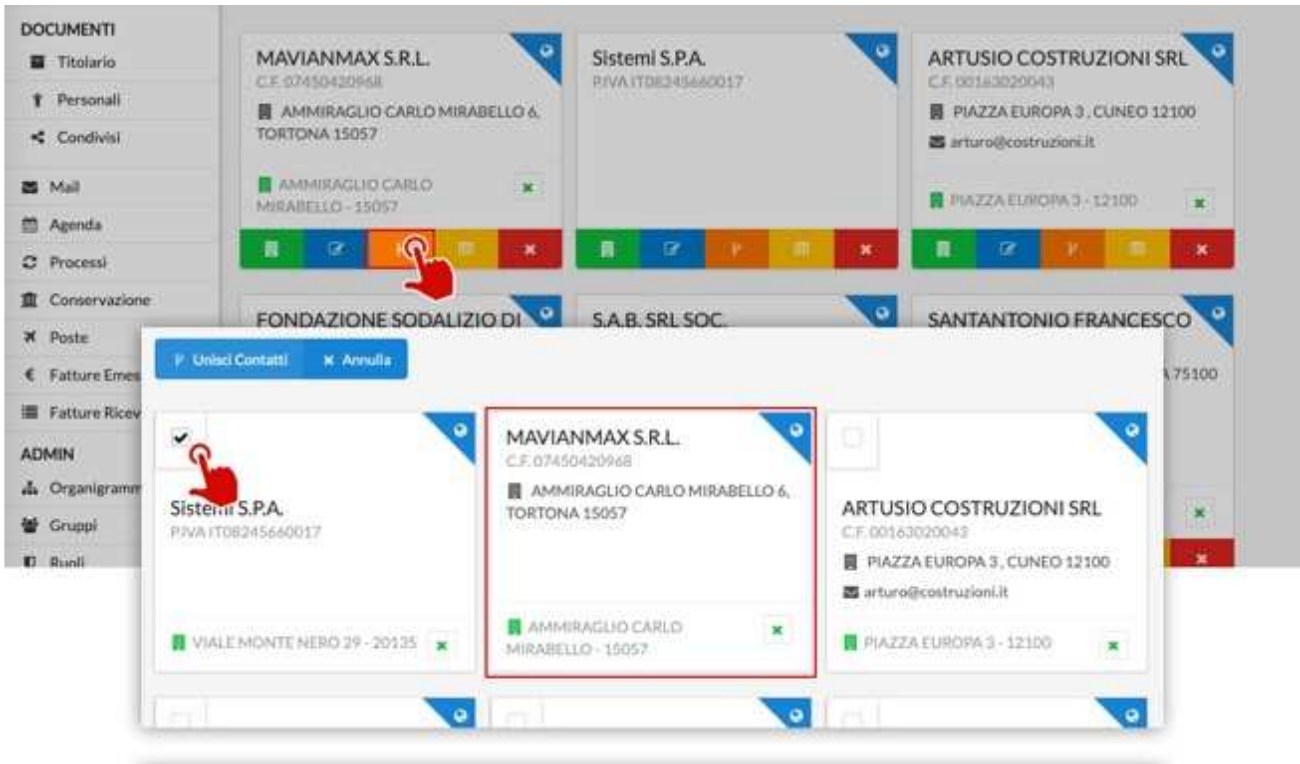 DOCUMENTI
Titolario
Personali
Condivisi
Mail
Agenda
Processi
Conservazione
Poste
Fatture Emes
Fatture Ricev
ADMIN
Organigramm
Gruppi
Ruoli
MAVIANMAX S.R.L.
C.F. 07450420968
AMMIRAGLIO CARLO MIRABELLO 6,
TORTONA 15057
AMMIRAGLIO CARLO
MIRABELLO - 15057
Sistemi S.P.A.
P.IVA IT08245660017
ARTUSIO COSTRUZIONI SRL
C.F. 00163020043
PIAZZA EUROPA 3 , CUNEO 12100
arturo@costruzioni.it
PIAZZA EUROPA 3 - 12100
FONDAZIONE SODALIZIO DI
S.A.B. SRL SOC.
SANTANTONIO FRANCESCO
75100
Unisci Contatti
Annulla
Sistemi S.P.A.
P.IVA IT08245660017
VIALE MONTE NERO 29 - 20135
MAVIANMAX S.R.L.
C.F. 07450420968
AMMIRAGLIO CARLO MIRABELLO 6,
TORTONA 15057
AMMIRAGLIO CARLO
MIRABELLO - 15057
ARTUSIO COSTRUZIONI SRL
C.F. 00163020043
PIAZZA EUROPA 3 , CUNEO 12100
arturo@costruzioni.it
PIAZZA EUROPA 3 - 12100